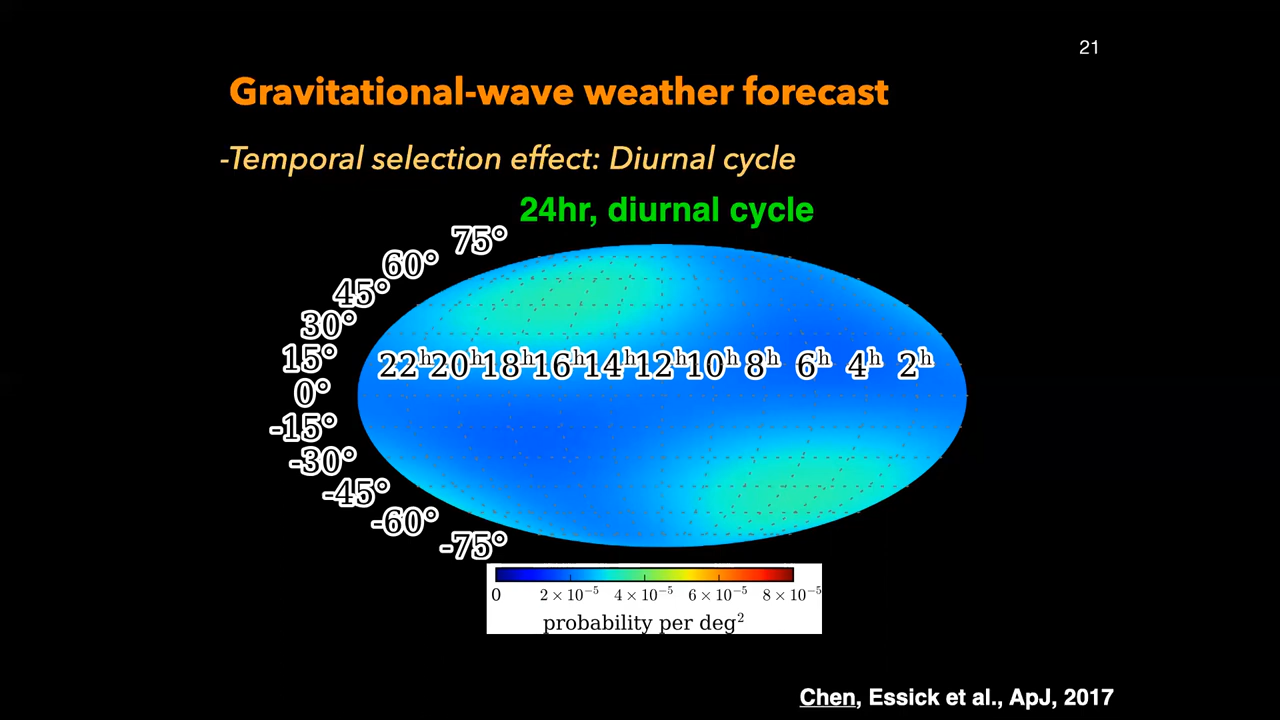 21
Gravitational-wave weather forecast
-Temporal selection effect: Diurnal cycle
24hr, diurnal cycle
75°
60°
45°
30°
15°
0°
-15°
-30°
-45°
-60°
-75°
22ʰ 20ʰ 18ʰ 16ʰ 14ʰ 12ʰ 10ʰ 8ʰ 6ʰ 4ʰ 2ʰ
0 2 × 10⁻⁵ 4 × 10⁻⁵ 6 × 10⁻⁵ 8 × 10⁻⁵
probability per deg²
Chen, Essick et al., ApJ, 2017